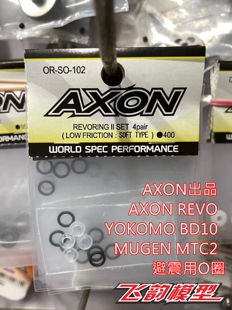 OR-SO-102
AXON
REVORING II SET 4pair
( LOW FRICTION : SOFT TYPE ) ●400
WORLD SPEC PERFORMANCE
AXON出品
AXON REVO
YOKOMO BD10
MUGEN MTC2
避震用O圈
飞韵模型